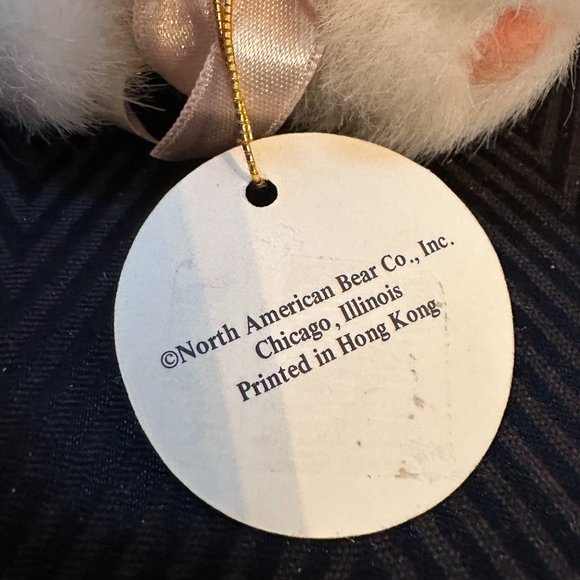 ©North American Bear Co., Inc.
Chicago, Illinois
Printed in Hong Kong